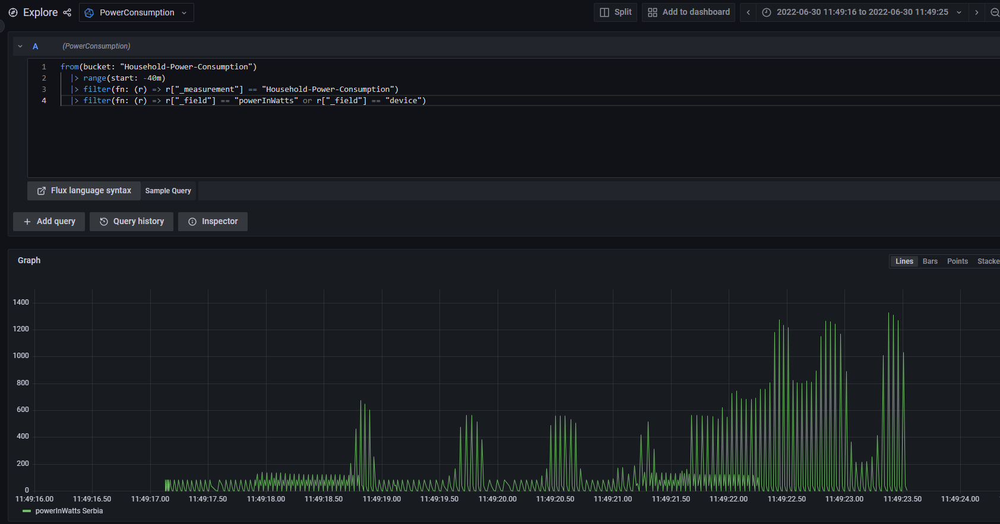 Explore PowerConsumption Split Add to dashboard 2022-06-30 11:49:16 to 2022-06-30 11:49:25
A (PowerConsumption)
1 from(bucket: "Household-Power-Consumption")
2 |> range(start: -40m)
3 |> filter(fn: (r) => r["_measurement"] == "Household-Power-Consumption")
4 |> filter(fn: (r) => r["_field"] == "powerInWatts" or r["_field"] == "device")
Flux language syntax Sample Query
+ Add query Query history Inspector
Graph
Lines Bars Points Stacke
1400
1200
1000
800
600
400
200
0
11:49:16.00 11:49:16.50 11:49:17.00 11:49:17.50 11:49:18.00 11:49:18.50 11:49:19.00 11:49:19.50 11:49:20.00 11:49:20.50 11:49:21.00 11:49:21.50 11:49:22.00 11:49:22.50 11:49:23.00 11:49:23.50 11:49:24.00
powerInWatts Serbia